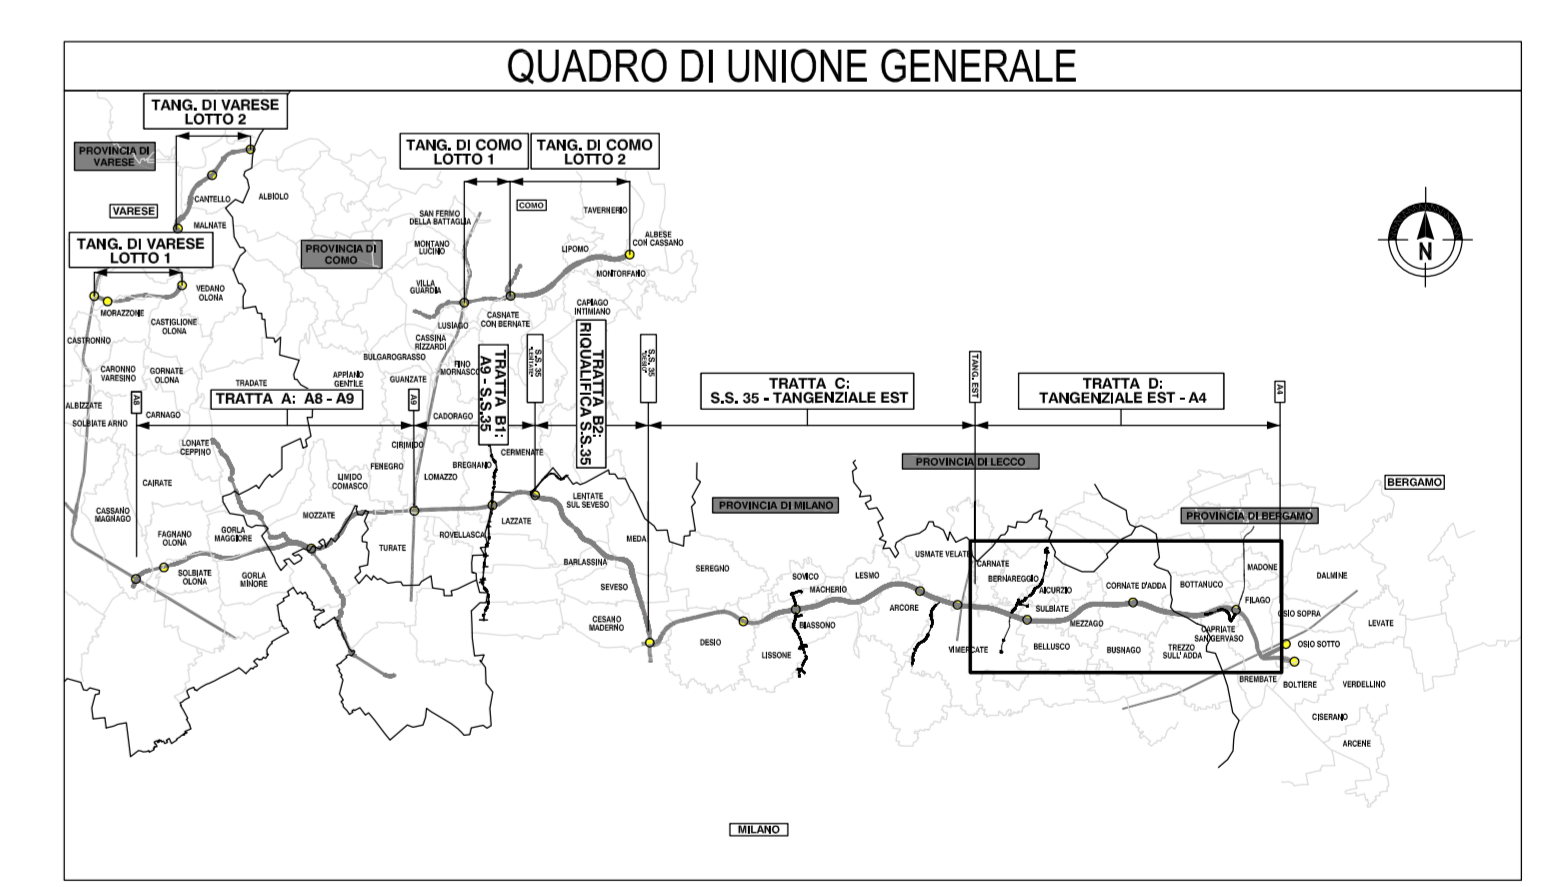 QUADRO DI UNIONE GENERALE
TANG. DI VARESE
LOTTO 2
PROVINCIA DI
VARESE
TANG. DI COMO
LOTTO 1
TANG. DI COMO
LOTTO 2
CANTELLO
ALBIOLO
VARESE
MALNATE
SAN FERMO
DELLA BATTAGLIA
COMO
TAVERNERIO
TANG. DI VARESE
LOTTO 1
PROVINCIA DI
COMO
MONTANO
LUCINO
LIPOMO
ALBESE
CON CASSANO
N
VEDANO
OLONA
VILLA
GUARDIA
MONTORFANO
MORAZZONE
CASTIGLIONE
OLONA
LUSIAGO
CASNATE
CON BERNATE
CAPIAGO
INTIMIANO
CASTRONNO
CASSINA
RIZZARDI
BULGAROGRASSO
FINO
MORNASCO
CARONNO
VARESINO
GORNATE
OLONA
TRADATE
APPIANO
GENTILE
GUANZATE
TRATTA B1:
A9 - S.S.35
S.S. 35
TRATTA B2:
RIQUALIFICA S.S.35
S.S. 35
TRATTA C:
S.S. 35 - TANGENZIALE EST
TANG. EST
TRATTA D:
TANGENZIALE EST - A4
A4
ALBIZZATE
A8
TRATTA A: A8 - A9
A9
SOLBIATE ARNO
CARNAGO
CADORAGO
LONATE
CEPPINO
CIRIMIDO
CERMENATE
FENEGRO
LOMAZZO
BREGNANO
PROVINCIA DI LECCO
CAIRATE
LIMIDO
COMASCO
LENTATE
SUL SEVESO
PROVINCIA DI MILANO
BERGAMO
CASSANO
MAGNAGO
MOZZATE
LAZZATE
PROVINCIA DI BERGAMO
FAGNANO
OLONA
GORLA
MAGGIORE
TURATE
ROVELLASCA
MEDA
SOLBIATE
OLONA
GORLA
MINORE
BARLASSINA
SEVESO
SEREGNO
SOVICO
MACHERIO
LESMO
USMATE VELATE
CARNATE
BERNAREGGIO
AICURZIO
CORNATE D'ADDA
BOTTANUCO
MADONE
DALMINE
CESANO
MADERNO
DESIO
BIASSONO
LISSONE
ARCORE
VIMERCATE
SULBIATE
MEZZAGO
BELLUSCO
BUSNAGO
TREZZO
SULL' ADDA
CAPRIATE
SAN GERVASO
FILAGO
OSIO SOPRA
LEVATE
OSIO SOTTO
BREMBATE
BOLTIERE
VERDELLINO
CISERANO
ARCENE
MILANO